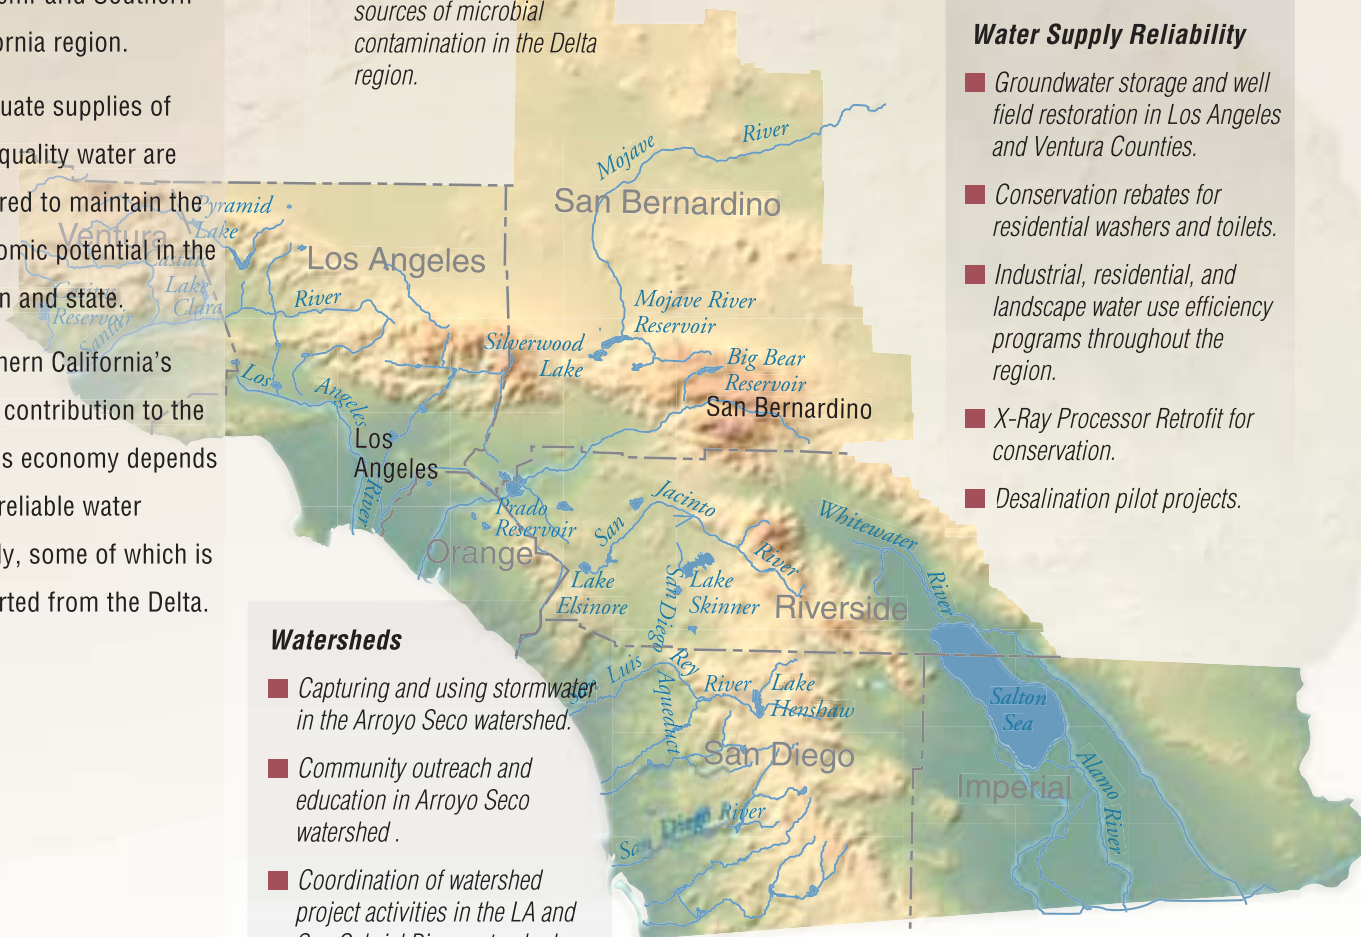 ornia region.
uate supplies of
quality water are
red to maintain the
omic potential in the
n and state.
hern California's
contribution to the
s economy depends
reliable water
ly, some of which is
rted from the Delta.
sources of microbial
contamination in the Delta
region.
Water Supply Reliability
Groundwater storage and well
field restoration in Los Angeles
and Ventura Counties.
Conservation rebates for
residential washers and toilets.
Industrial, residential, and
landscape water use efficiency
programs throughout the
region.
X-Ray Processor Retrofit for
conservation.
Desalination pilot projects.
Mojave River
San Bernardino
Pyramid
Lake
Ventura
Los Angeles
Castaic
Lake
Casitas
Reservoir
Santa Clara
River
Mojave River
Reservoir
Silverwood
Lake
Big Bear
Reservoir
San Bernardino
Los Angeles River
Los
Angeles
Prado
Reservoir
Orange
San Jacinto River
Whitewater River
Lake
Elsinore
Lake
Skinner
Riverside
San Diego Aqueduct
San Luis Rey River
Lake
Henshaw
Salton
Sea
San Diego
Imperial
Alamo River
San Diego River
Watersheds
Capturing and using stormwater
in the Arroyo Seco watershed.
Community outreach and
education in Arroyo Seco
watershed .
Coordination of watershed
project activities in the LA and